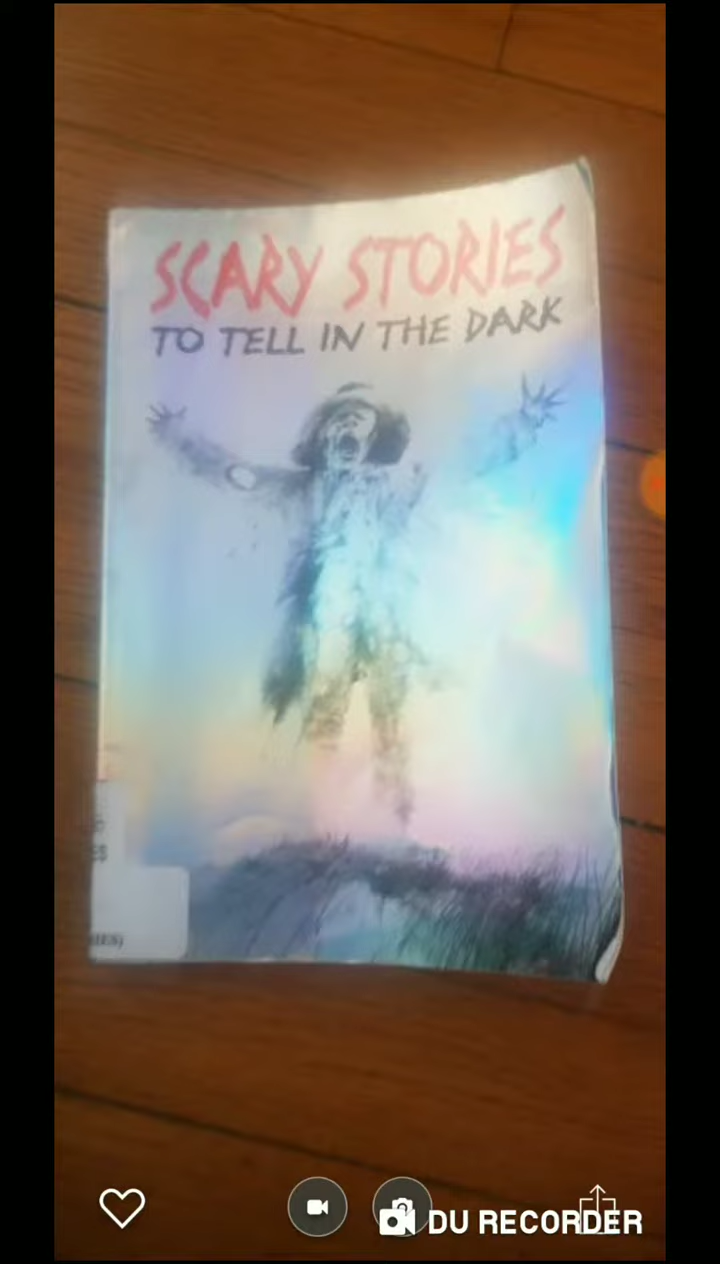 SCARY STORIES
TO TELL IN THE DARK
DU RECORDER